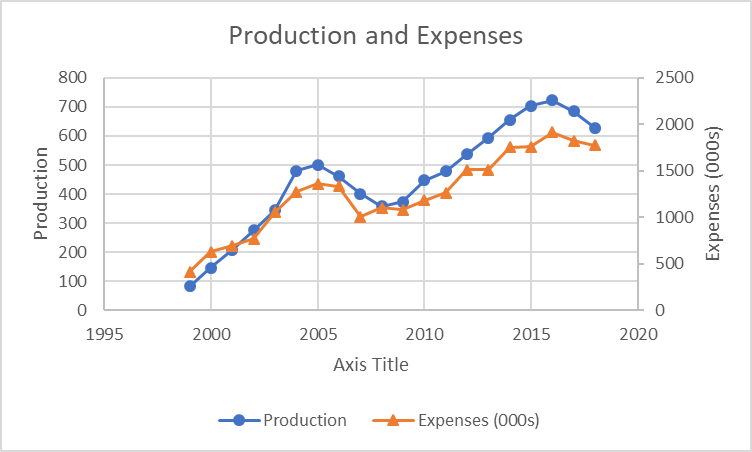 Production and Expenses
800
700
600
500
400
300
200
100
0
Production
2500
2000
1500
1000
500
0
Expenses (000s)
1995 2000 2005 2010 2015 2020
Axis Title
Production Expenses (000s)